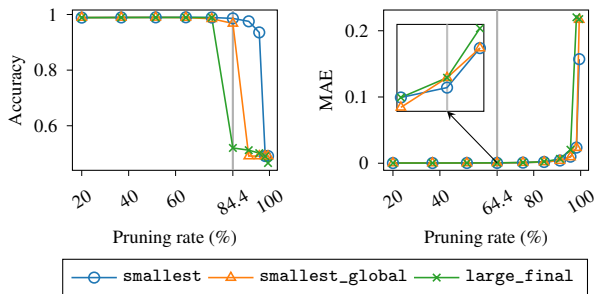 1
0.8
0.6
Accuracy
20
40
60
84.4
100
Pruning rate (%)
0.2
0.1
0
MAE
20
40
64.4
80
100
Pruning rate (%)
smallest
smallest_global
large_final